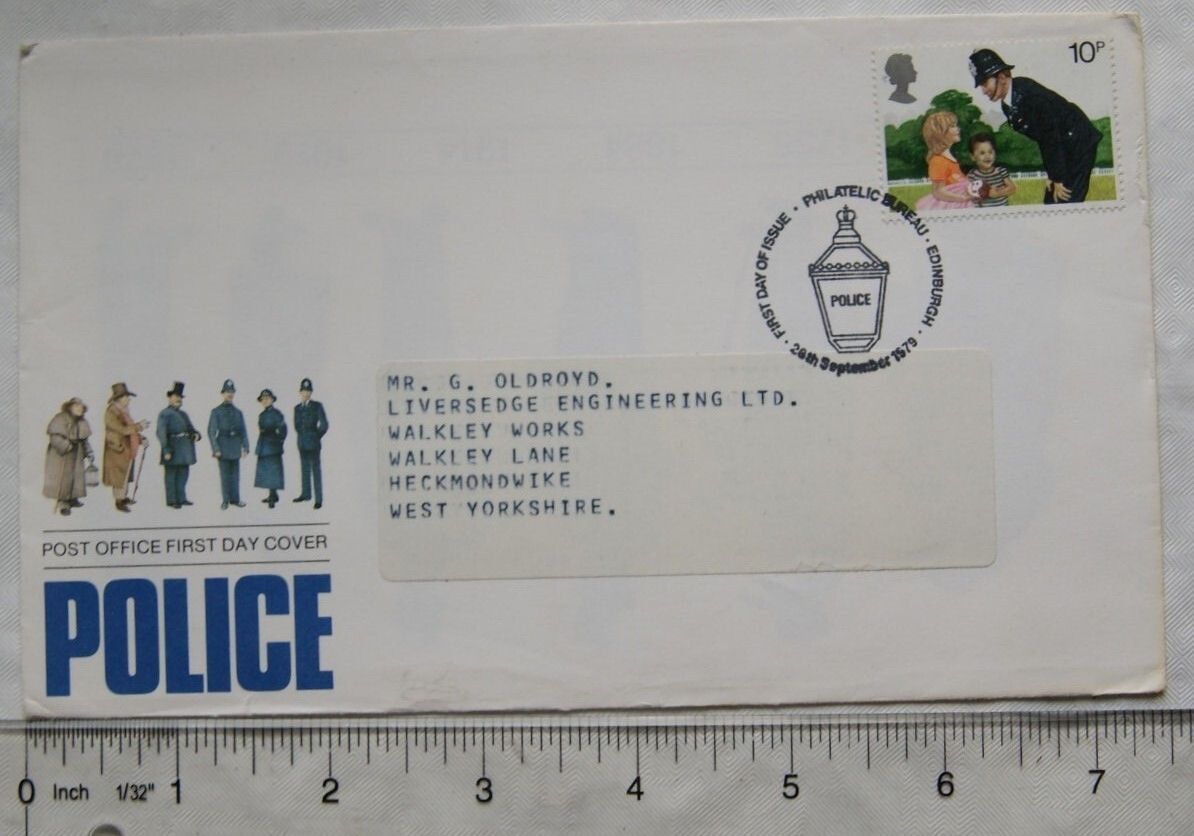 10P
FIRST DAY OF ISSUE · PHILATELIC BUREAU · EDINBURGH ·
26th September 1979
POLICE
MR. G. OLDROYD.
LIVERSEDGE ENGINEERING LTD.
WALKLEY WORKS
WALKLEY LANE
HECKMONDWIKE
WEST YORKSHIRE.
POST OFFICE FIRST DAY COVER
POLICE
0 Inch 1/32" 1 2 3 4 5 6 7